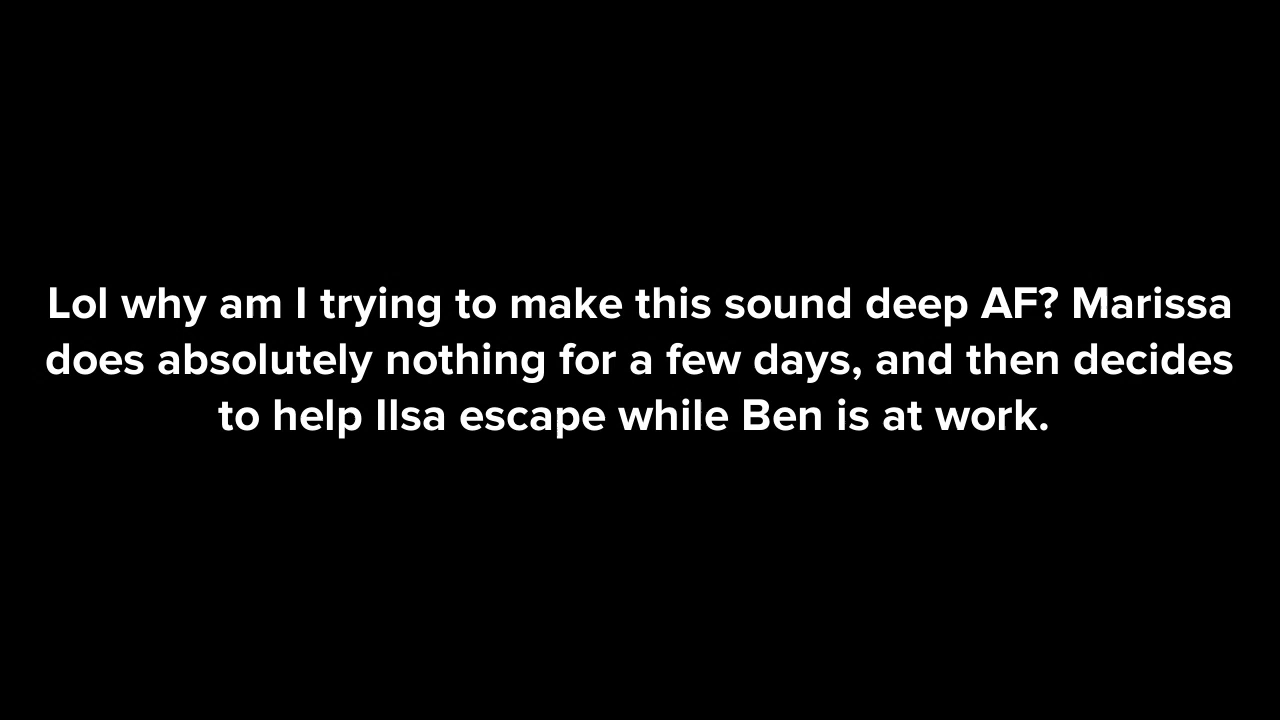 Lol why am I trying to make this sound deep AF? Marissa
does absolutely nothing for a few days, and then decides
to help Ilsa escape while Ben is at work.